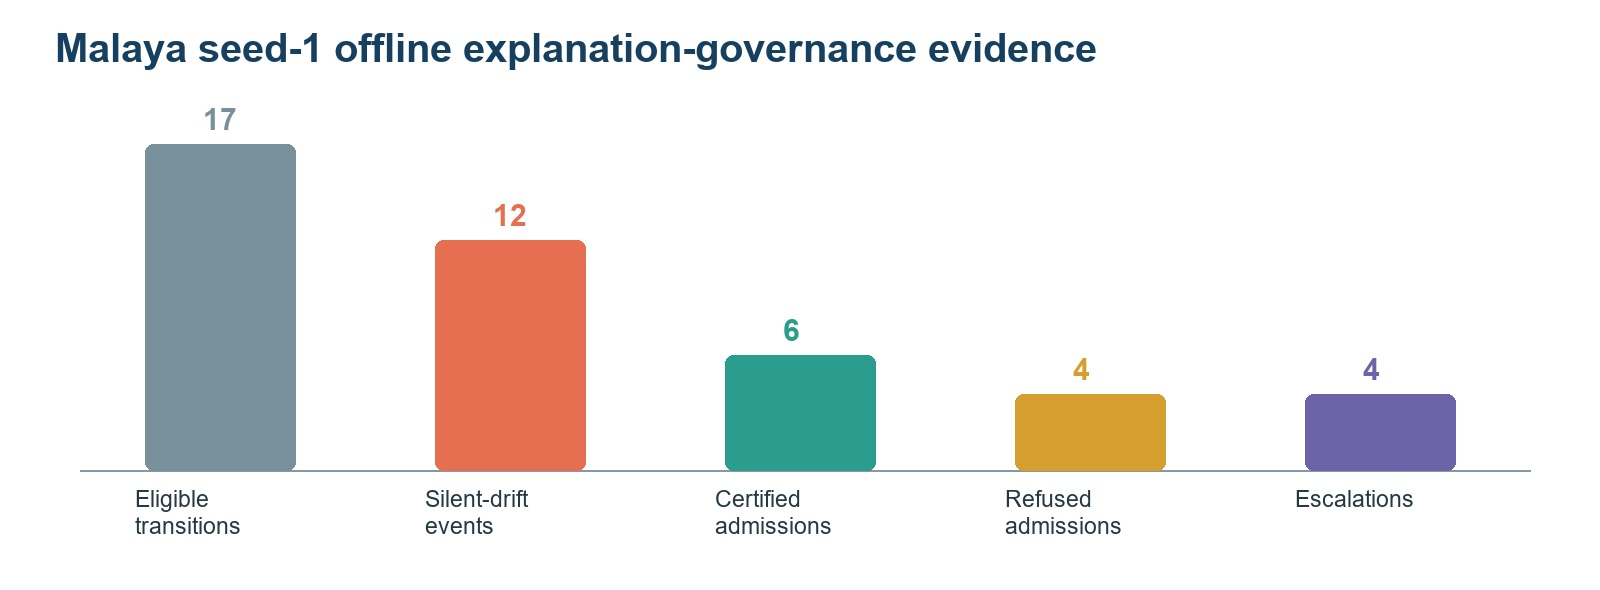 Malaya seed-1 offline explanation-governance evidence
17
12
6
4
4
Eligible
transitions
Silent-drift
events
Certified
admissions
Refused
admissions
Escalations